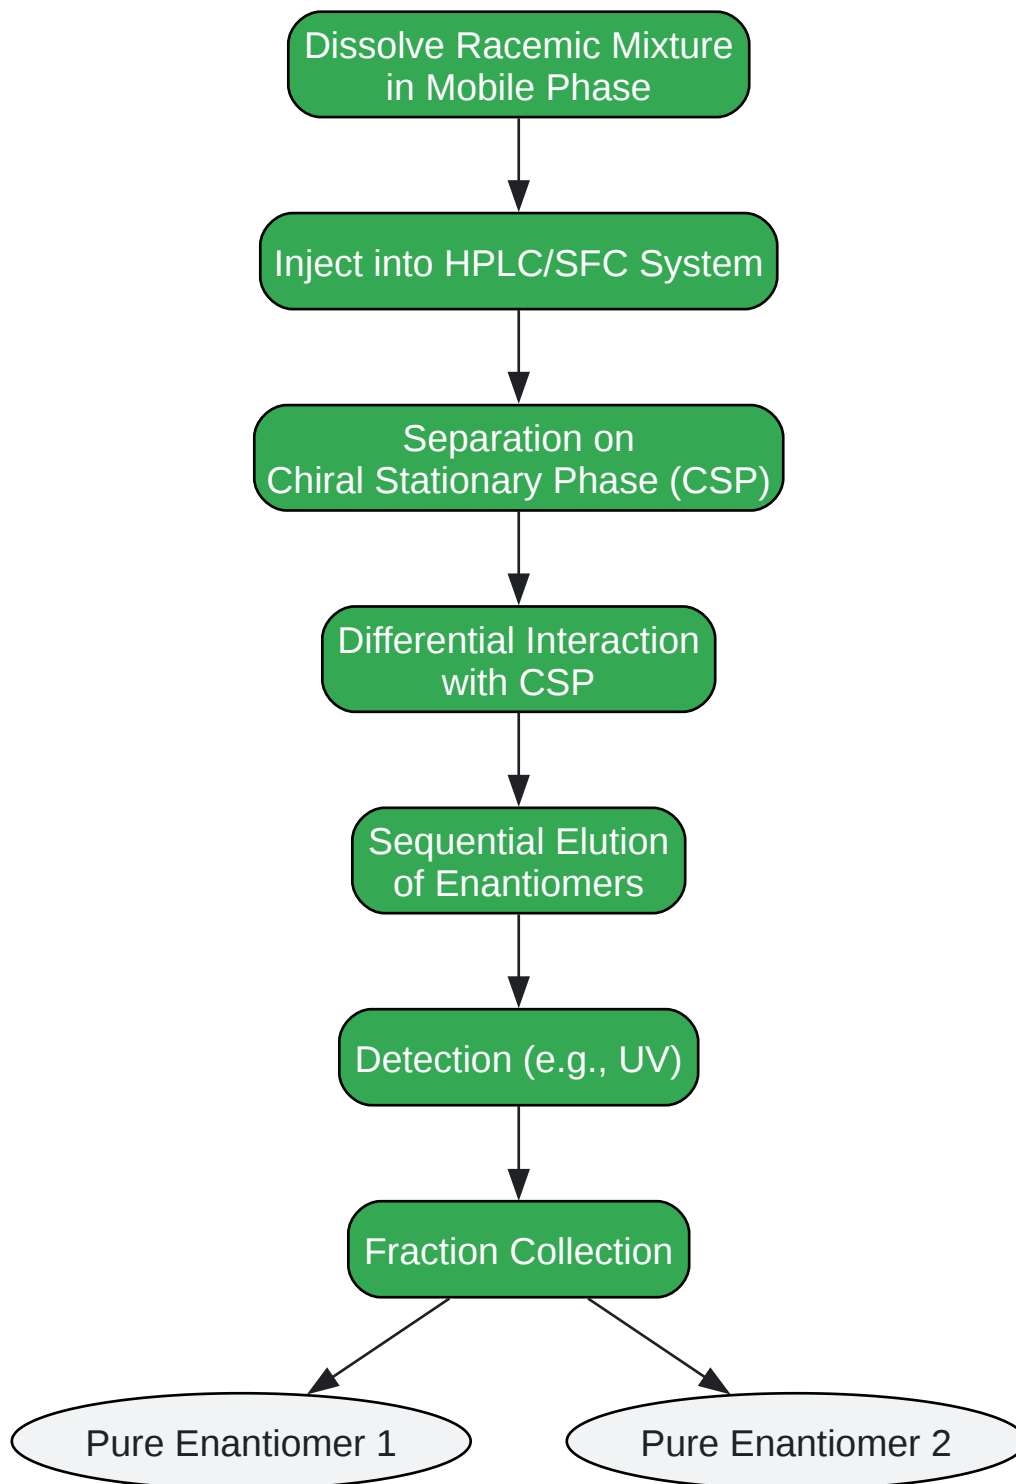 Dissolve Racemic Mixture
in Mobile Phase
Inject into HPLC/SFC System
Separation on
Chiral Stationary Phase (CSP)
Differential Interaction
with CSP
Sequential Elution
of Enantiomers
Detection (e.g., UV)
Fraction Collection
Pure Enantiomer 1
Pure Enantiomer 2